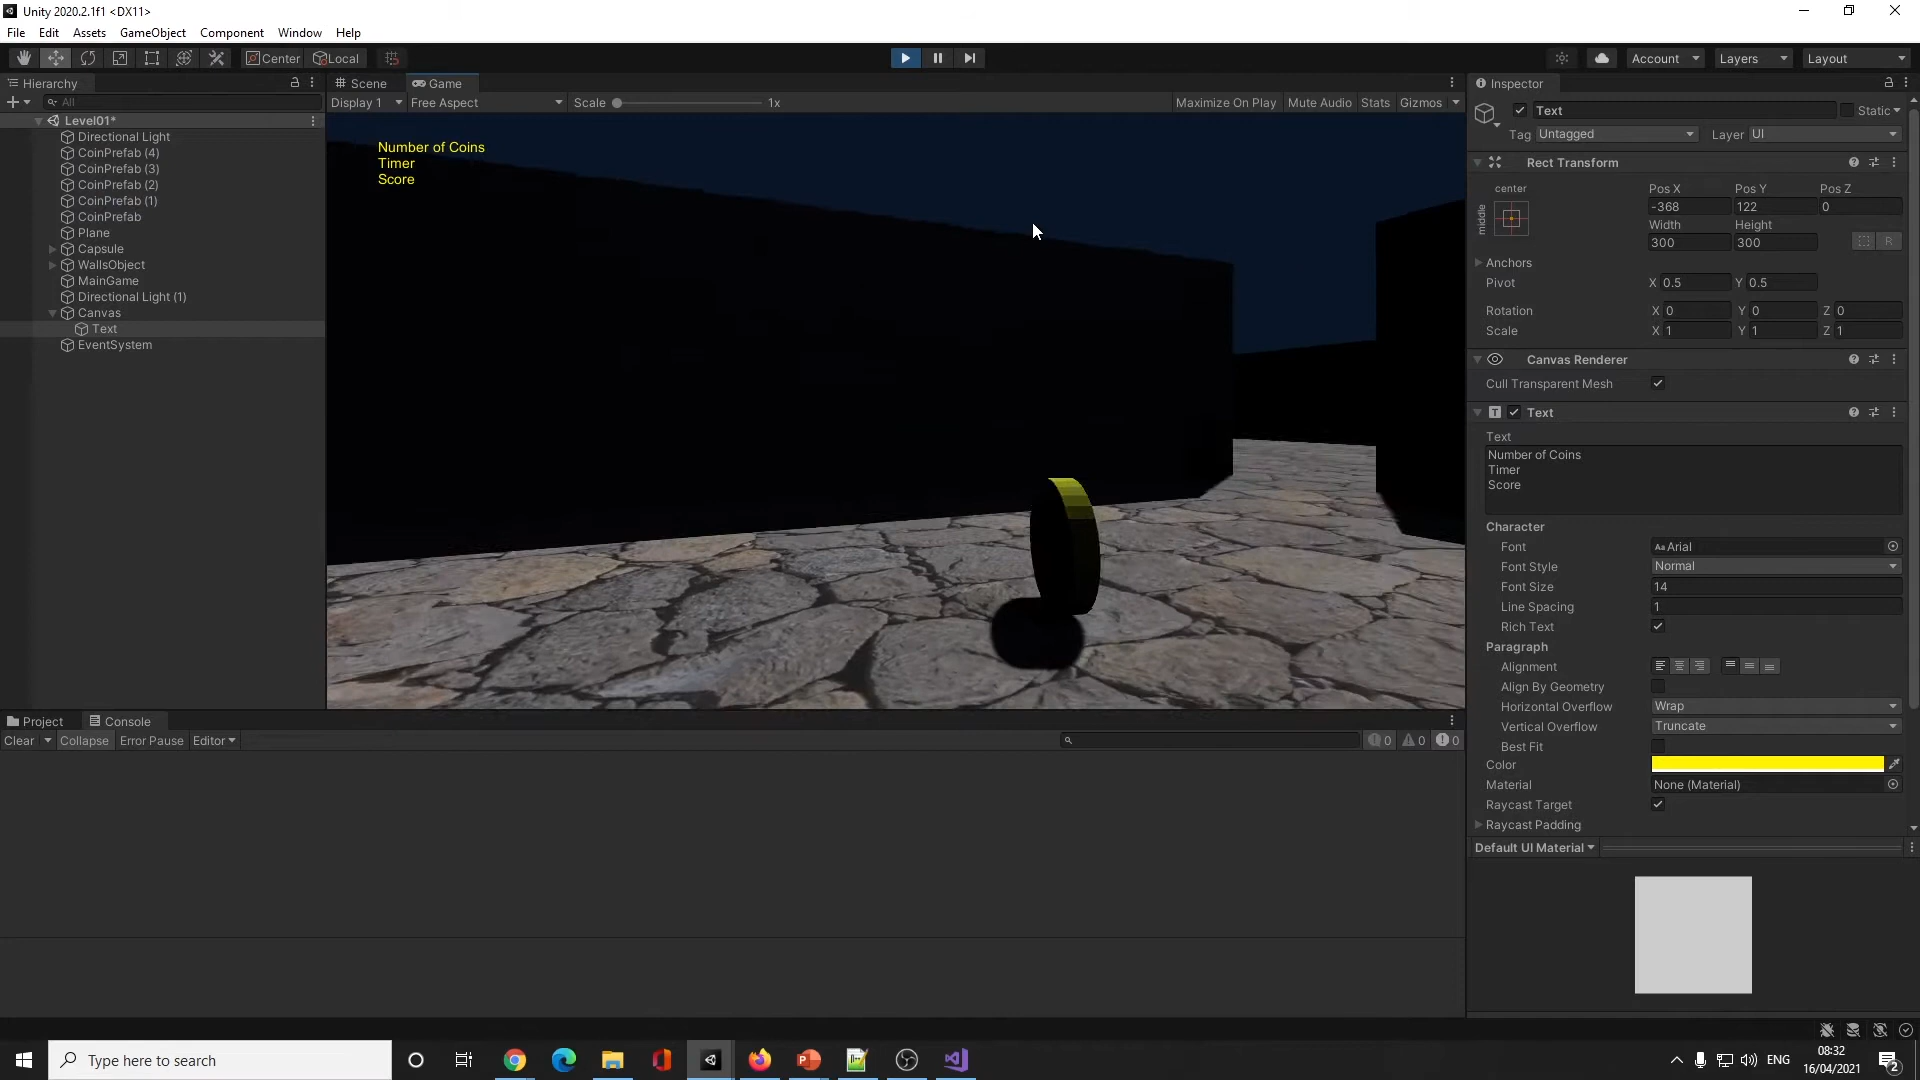 Unity 2020.2.1f1 <DX11>
File Edit Assets GameObject Component Window Help
Center Local Account Layers Layout
Hierarchy
All
Level01*
Directional Light
CoinPrefab (4)
CoinPrefab (3)
CoinPrefab (2)
CoinPrefab (1)
CoinPrefab
Plane
Capsule
WallsObject
MainGame
Directional Light (1)
Canvas
Text
EventSystem
Scene Game
Display 1 Free Aspect Scale 1x Maximize On Play Mute Audio Stats Gizmos
Number of Coins
Timer
Score
Inspector
Text Static
Tag Untagged Layer UI
Rect Transform
center Pos X Pos Y Pos Z
middle -368 122 0
Width Height
300 300 R
Anchors
Pivot X 0.5 Y 0.5
Rotation X 0 Y 0 Z 0
Scale X 1 Y 1 Z 1
Canvas Renderer
Cull Transparent Mesh
T Text
Text
Number of Coins
Timer
Score
Character
Font Aa Arial
Font Style Normal
Font Size 14
Line Spacing 1
Rich Text
Paragraph
Alignment
Align By Geometry
Horizontal Overflow Wrap
Vertical Overflow Truncate
Best Fit
Color
Material None (Material)
Raycast Target
Raycast Padding
Default UI Material
Project Console
Clear Collapse Error Pause Editor 0 0 0
Type here to search
ENG
08:32
16/04/2021
2